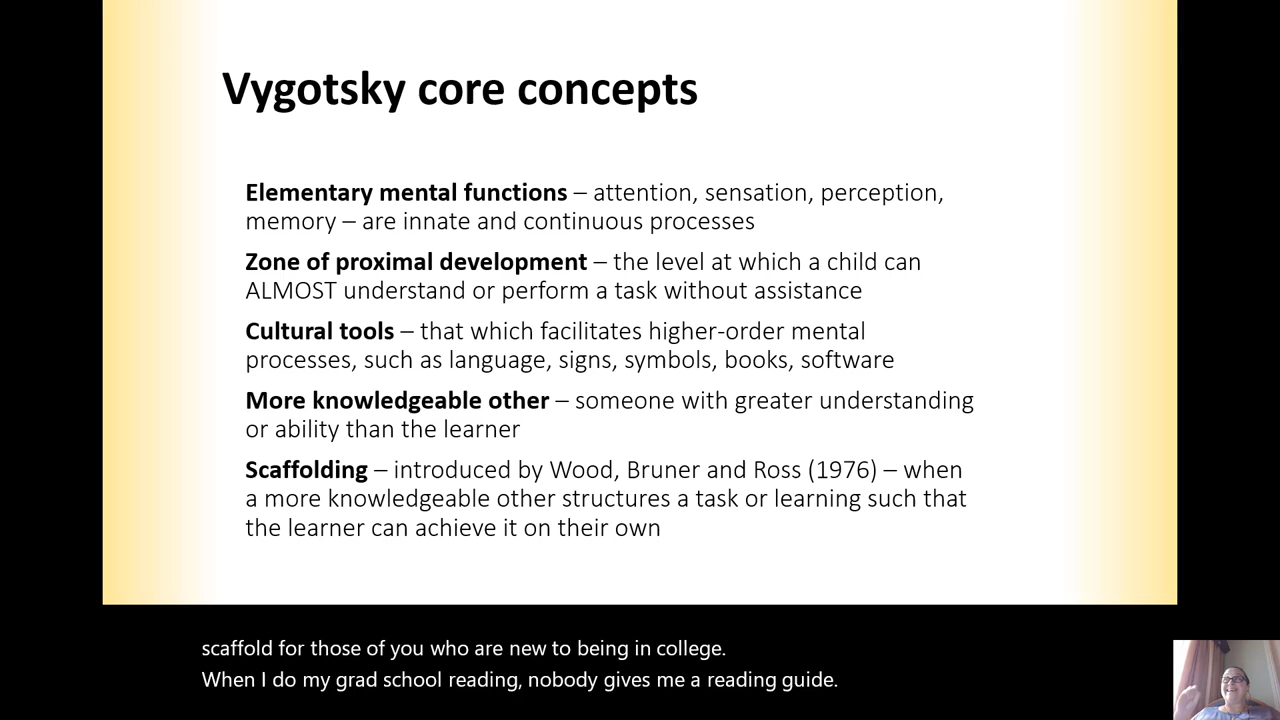 Vygotsky core concepts
Elementary mental functions – attention, sensation, perception,
memory – are innate and continuous processes
Zone of proximal development – the level at which a child can
ALMOST understand or perform a task without assistance
Cultural tools – that which facilitates higher-order mental
processes, such as language, signs, symbols, books, software
More knowledgeable other – someone with greater understanding
or ability than the learner
Scaffolding – introduced by Wood, Bruner and Ross (1976) – when
a more knowledgeable other structures a task or learning such that
the learner can achieve it on their own
scaffold for those of you who are new to being in college.
When I do my grad school reading, nobody gives me a reading guide.